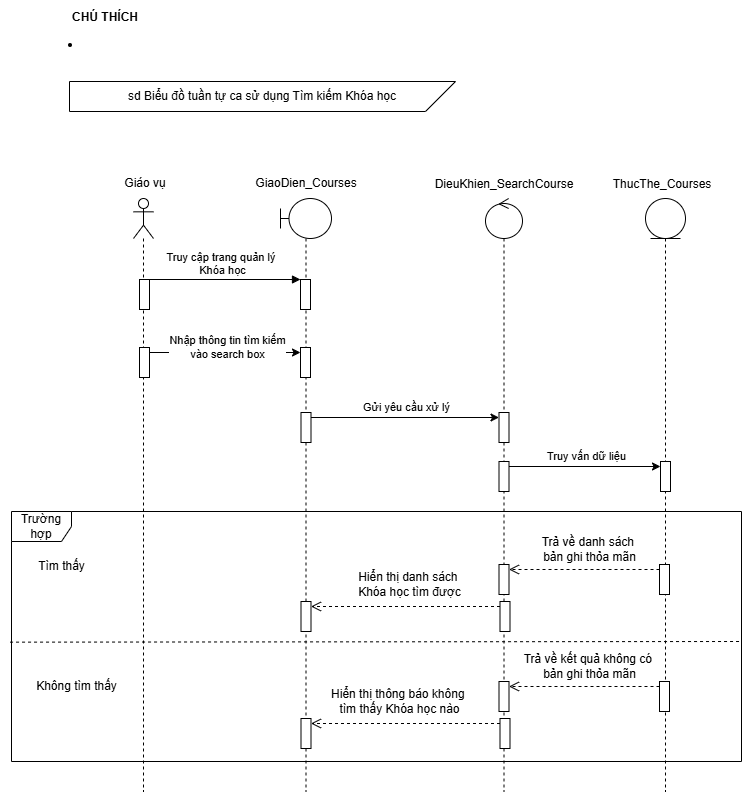 CHÚ THÍCH
sd Biểu đồ tuần tự ca sử dụng Tìm kiếm Khóa học
Giáo vụ
GiaoDien_Courses
DieuKhien_SearchCourse
ThucThe_Courses
Truy cập trang quản lý
Khóa học
Nhập thông tin tìm kiếm
vào search box
Gửi yêu cầu xử lý
Truy vấn dữ liệu
Trường
hợp
Tìm thấy
Trả về danh sách
bản ghi thỏa mãn
Hiển thị danh sách
Khóa học tìm được
Không tìm thấy
Trả về kết quả không có
bản ghi thỏa mãn
Hiển thị thông báo không
tìm thấy Khóa học nào